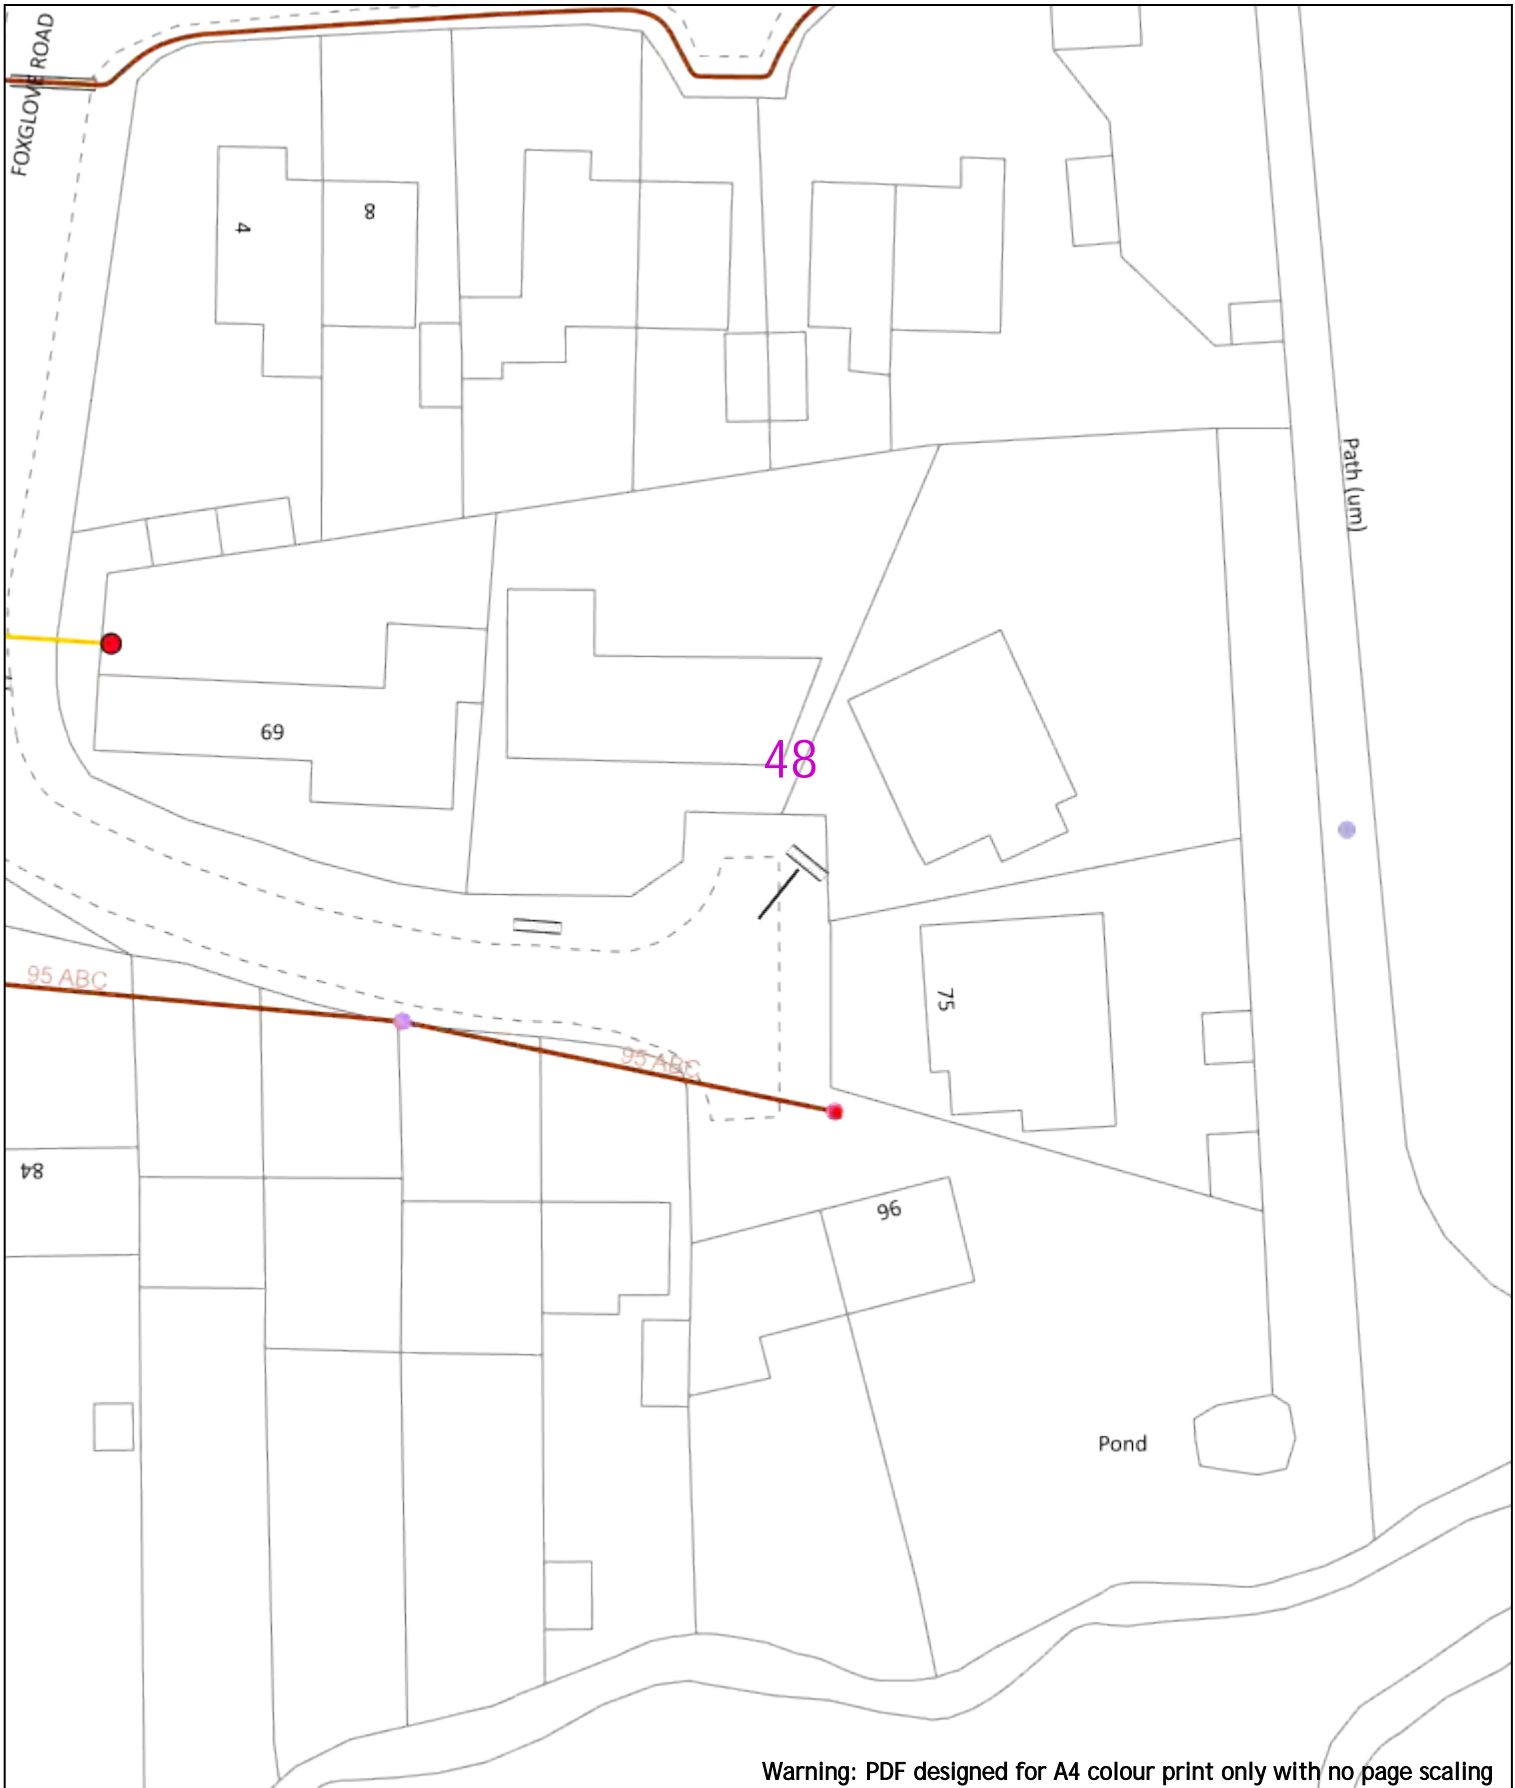 FOXGLOVE ROAD
4
8
Path (um)
69
48
95 ABC
75
95 ABC
84
96
Pond
Warning: PDF designed for A4 colour print only with no page scaling